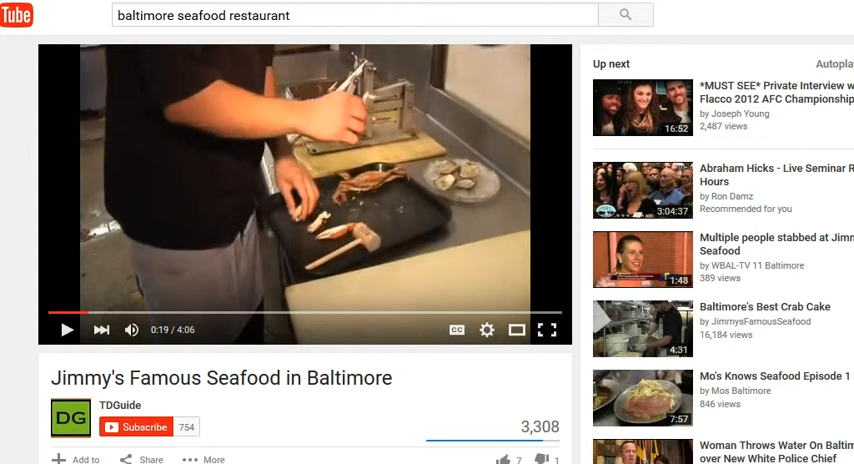 Tube
baltimore seafood restaurant
0:19 / 4:06
CC
Jimmy's Famous Seafood in Baltimore
DG
TDGuide
Subscribe 754
3,308
Add to Share More
7 1
Up next Autoplay
*MUST SEE* Private Interview w
Flacco 2012 AFC Championship
by Joseph Young
2,487 views
16:52
Abraham Hicks - Live Seminar R
Hours
by Ron Damz
Recommended for you
3:04:37
Multiple people stabbed at Jimm
Seafood
by WBAL-TV 11 Baltimore
389 views
1:48
Baltimore's Best Crab Cake
by JimmysFamousSeafood
16,184 views
4:31
Mo's Knows Seafood Episode 1
by Mos Baltimore
846 views
7:57
Woman Throws Water On Baltim
over New White Police Chief